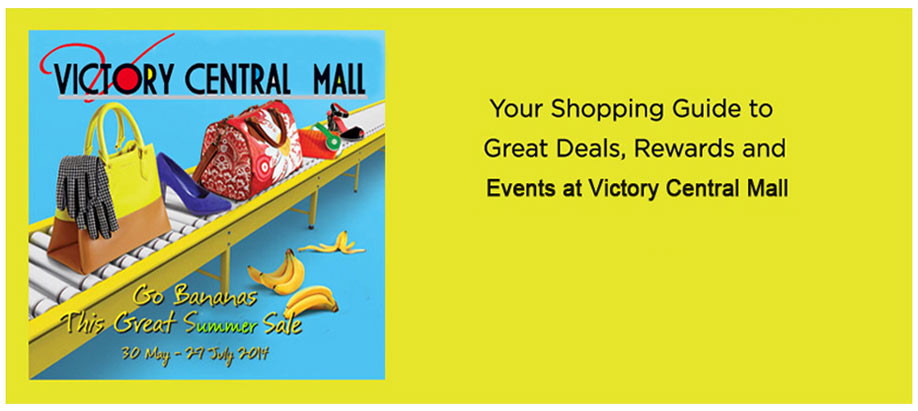 VICTORY CENTRAL MALL
Go Bananas
This Great Summer Sale
30 May - 27 July 2014
Your Shopping Guide to
Great Deals, Rewards and
Events at Victory Central Mall